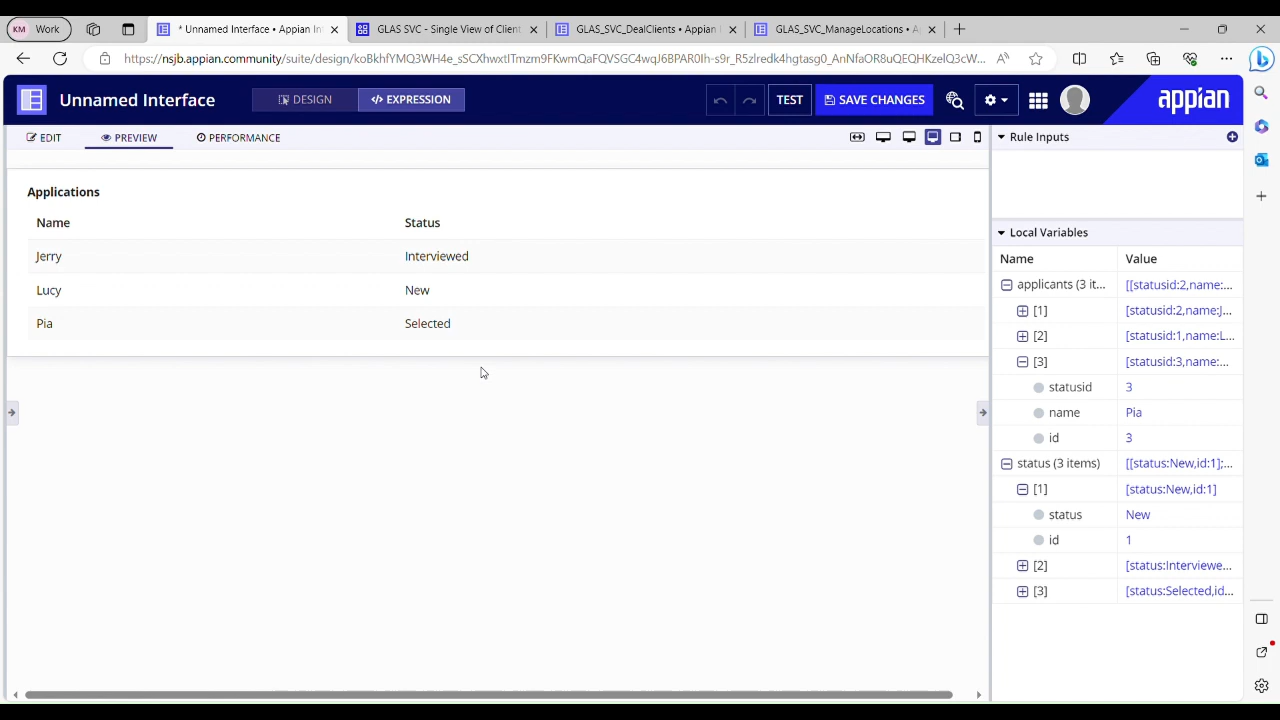 KM Work
* Unnamed Interface • Appian In
GLAS SVC - Single View of Client
GLAS_SVC_DealClients • Appian
GLAS_SVC_ManageLocations • A
https://nsjb.appian.community/suite/design/koBkhfYMQ3WH4e_sSCXhwxtITmzm9FKwmQaFQVSGC4wqJ6BPAR0Ih-s9r_R5zlredk4hgtasg0_AnNfaOR8uQEQHKzelQ3cW...
Unnamed Interface
DESIGN
</> EXPRESSION
TEST
SAVE CHANGES
appian
EDIT
PREVIEW
PERFORMANCE
Rule Inputs
Applications
Name Status
Jerry Interviewed
Lucy New
Pia Selected
Local Variables
Name Value
applicants (3 it... [[statusid:2,name:...
[1] [statusid:2,name:J...
[2] [statusid:1,name:L...
[3] [statusid:3,name:...
statusid 3
name Pia
id 3
status (3 items) [[status:New,id:1];...
[1] [status:New,id:1]
status New
id 1
[2] [status:Interviewe...
[3] [status:Selected,id...